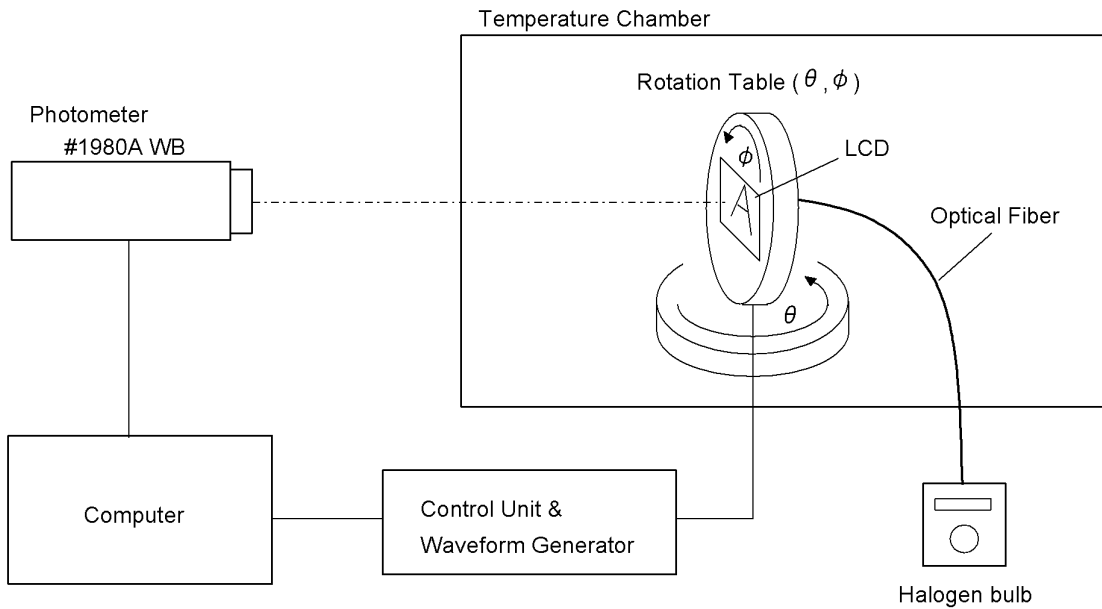 Temperature Chamber
Rotation Table ( θ , φ )
Photometer
#1980A WB
φ
LCD
A
Optical Fiber
θ
Computer
Control Unit &
Waveform Generator
Halogen bulb